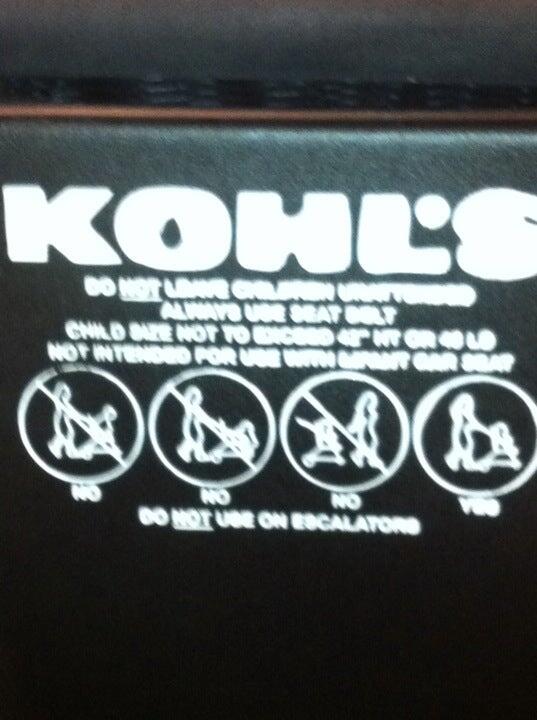 KOHL'S
DO NOT LEAVE CHILDREN UNATTENDED
ALWAYS USE SEAT BELT
CHILD SIZE NOT TO EXCEED 42" HT OR 45 LB
NOT INTENDED FOR USE WITH INFANT CAR SEAT
NO NO NO YES
DO NOT USE ON ESCALATORS